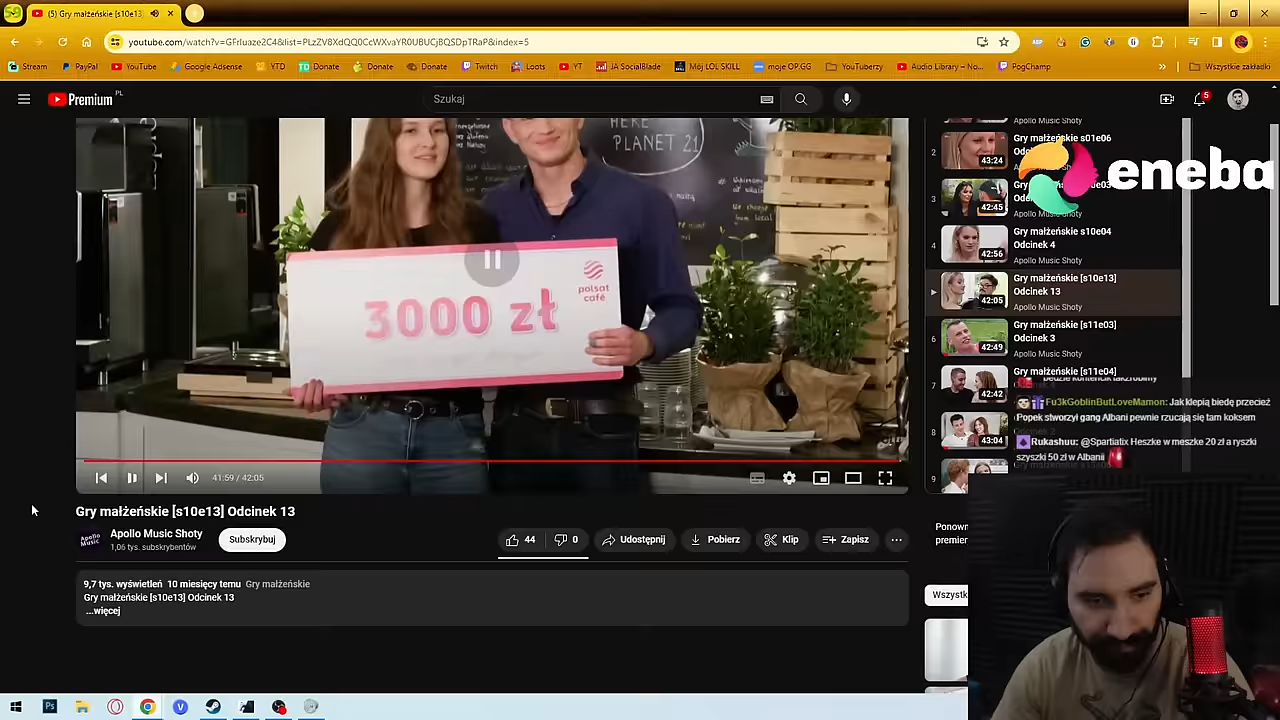 (5) Gry małżeńskie [s10e13]
youtube.com/watch?v=GFrluaze2C4&list=PLzZV8XdQQ0CcWXvaYR0UBUCjBQSDpTRaP&index=5
Stream PayPal YouTube Google Adsense YTD Donate Donate Donate Twitch Loots YT JA SocialBlade Mój LOL SKILL moje OP.GG YouTuberzy Audio Library – No... PogChamp » Wszystkie zakładki
Premium PL
Szukaj
5
HERE
PLANET 21
3000 zł
polsat
café
41:59 / 42:05
Apollo Music Shoty
2
Gry małżeńskie s01e06
43:24
eneba
3
42:45
4
Gry małżeńskie s10e04
Odcinek 4
42:56
Apollo Music Shoty
Gry małżeńskie [s10e13]
Odcinek 13
42:05
Apollo Music Shoty
6
Gry małżeńskie [s11e03]
Odcinek 3
42:49
Apollo Music Shoty
7
Gry małżeńskie [s11e04]
42:42
8
43:04
9
Fu3kGoblinButLoveMamon: Jak klepią biedę przecież
Popek stworzył gang Albani pewnie rzucają się tam koksem
Rukashuu: @Spartiatix Heszke w meszke 20 zł a ryszki
szyszki 50 zł w Albanii
Gry małżeńskie [s10e13] Odcinek 13
Apollo Music
Apollo Music Shoty
1,06 tys. subskrybentów
Subskrybuj
44
0
Udostępnij
Pobierz
Klip
Zapisz
9,7 tys. wyświetleń 10 miesięcy temu Gry małżeńskie
Gry małżeńskie [s10e13] Odcinek 13
...więcej
Ponown
premier
Wszystk